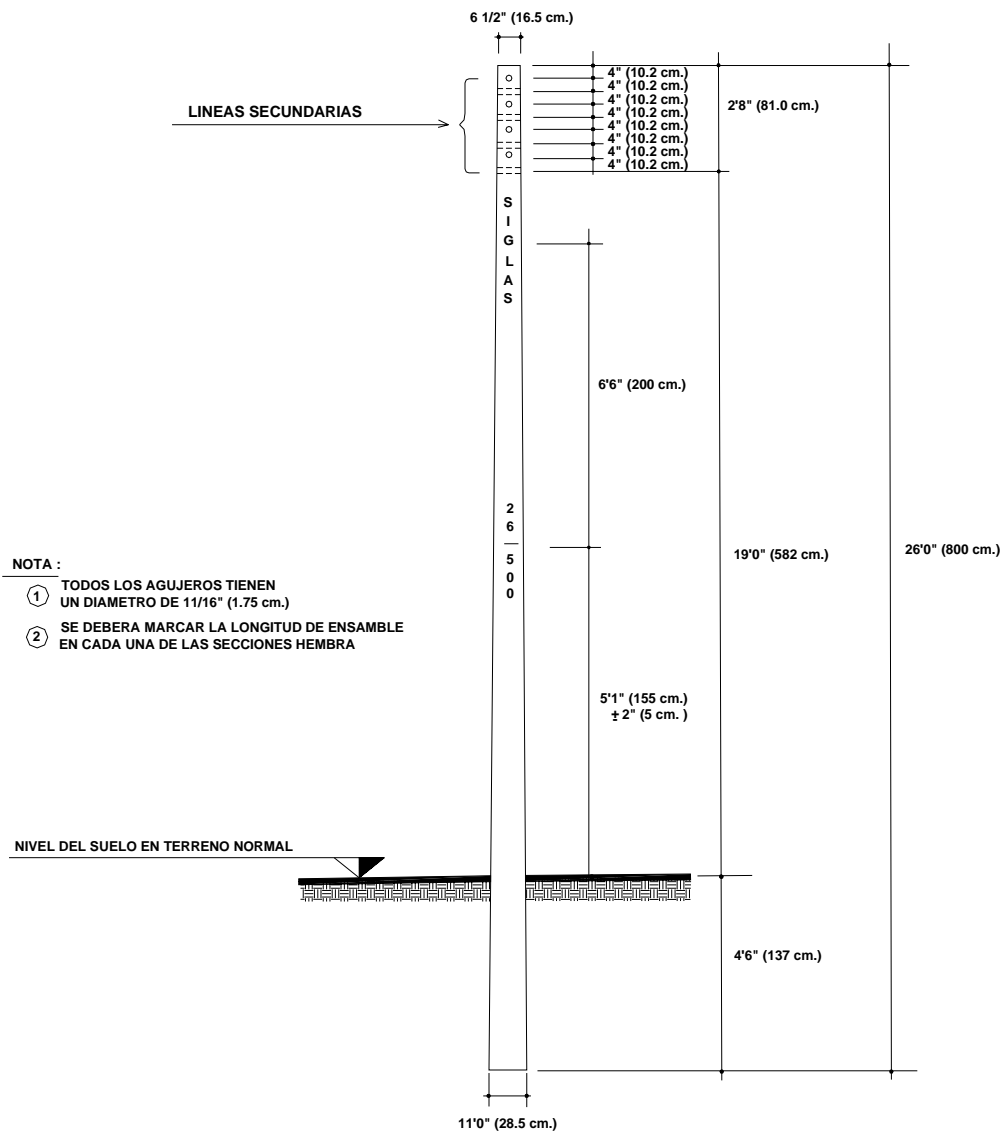 6 1/2" (16.5 cm.)
LINEAS SECUNDARIAS
4" (10.2 cm.)
4" (10.2 cm.)
4" (10.2 cm.)
4" (10.2 cm.)
4" (10.2 cm.)
4" (10.2 cm.)
4" (10.2 cm.)
4" (10.2 cm.)
2'8" (81.0 cm.)
S
I
G
L
A
S
6'6" (200 cm.)
2
6
5
0
0
19'0" (582 cm.)
26'0" (800 cm.)
NOTA :
1 TODOS LOS AGUJEROS TIENEN
UN DIAMETRO DE 11/16" (1.75 cm.)
2 SE DEBERA MARCAR LA LONGITUD DE ENSAMBLE
EN CADA UNA DE LAS SECCIONES HEMBRA
5'1" (155 cm.)
± 2" (5 cm. )
NIVEL DEL SUELO EN TERRENO NORMAL
4'6" (137 cm.)
11'0" (28.5 cm.)